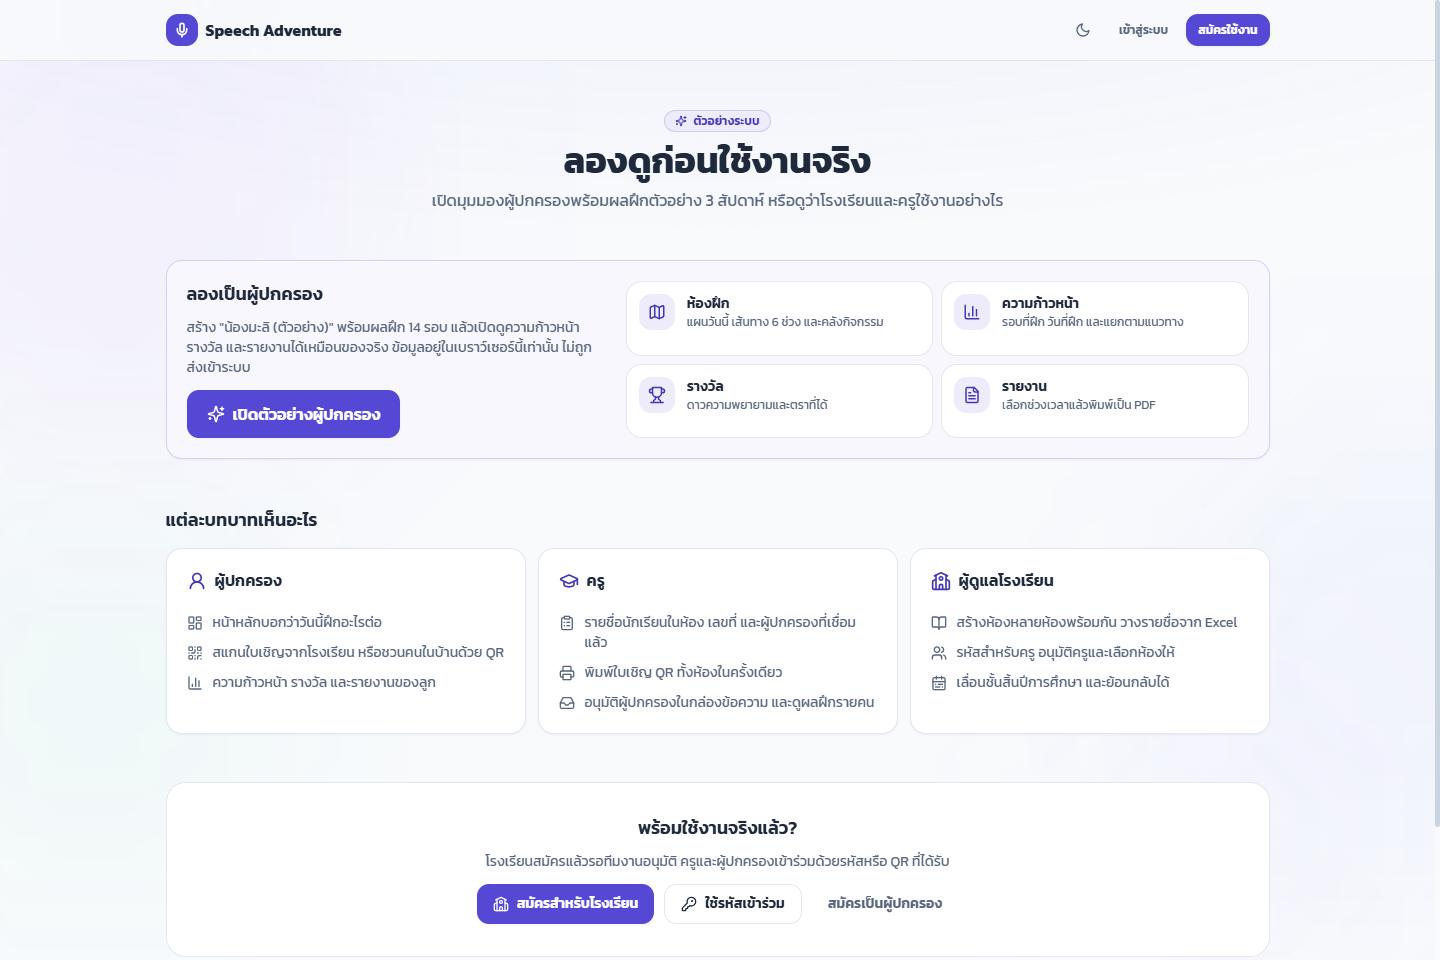 Speech Adventure
เข้าสู่ระบบ
สมัครใช้งาน
ตัวอย่างระบบ
ลองดูก่อนใช้งานจริง
เปิดมุมมองผู้ปกครองพร้อมผลฝึกตัวอย่าง 3 สัปดาห์ หรือดูว่าโรงเรียนและครูใช้งานอย่างไร
ลองเป็นผู้ปกครอง
สร้าง "น้องมะลิ (ตัวอย่าง)" พร้อมผลฝึก 14 รอบ แล้วเปิดดูความก้าวหน้า
รางวัล และรายงานได้เหมือนของจริง ข้อมูลอยู่ในเบราว์เซอร์นี้เท่านั้น ไม่ถูก
ส่งเข้าระบบ
เปิดตัวอย่างผู้ปกครอง
ห้องฝึก
แผนวันนี้ เส้นทาง 6 ช่วง และคลังกิจกรรม
ความก้าวหน้า
รอบที่ฝึก วันที่ฝึก และแยกตามแนวทาง
รางวัล
ดาวความพยายามและตราที่ได้
รายงาน
เลือกช่วงเวลาแล้วพิมพ์เป็น PDF
แต่ละบทบาทเห็นอะไร
ผู้ปกครอง
หน้าหลักบอกว่าวันนี้ฝึกอะไรต่อ
สแกนใบเชิญจากโรงเรียน หรือชวนคนในบ้านด้วย QR
ความก้าวหน้า รางวัล และรายงานของลูก
ครู
รายชื่อนักเรียนในห้อง เลขที่ และผู้ปกครองที่เชื่อม
แล้ว
พิมพ์ใบเชิญ QR ทั้งห้องในครั้งเดียว
อนุมัติผู้ปกครองในกล่องข้อความ และดูผลฝึกรายคน
ผู้ดูแลโรงเรียน
สร้างห้องหลายห้องพร้อมกัน วางรายชื่อจาก Excel
รหัสสำหรับครู อนุมัติครูและเลือกห้องให้
เลื่อนชั้นสิ้นปีการศึกษา และย้อนกลับได้
พร้อมใช้งานจริงแล้ว?
โรงเรียนสมัครแล้วรอทีมงานอนุมัติ ครูและผู้ปกครองเข้าร่วมด้วยรหัสหรือ QR ที่ได้รับ
สมัครสำหรับโรงเรียน
ใช้รหัสเข้าร่วม
สมัครเป็นผู้ปกครอง